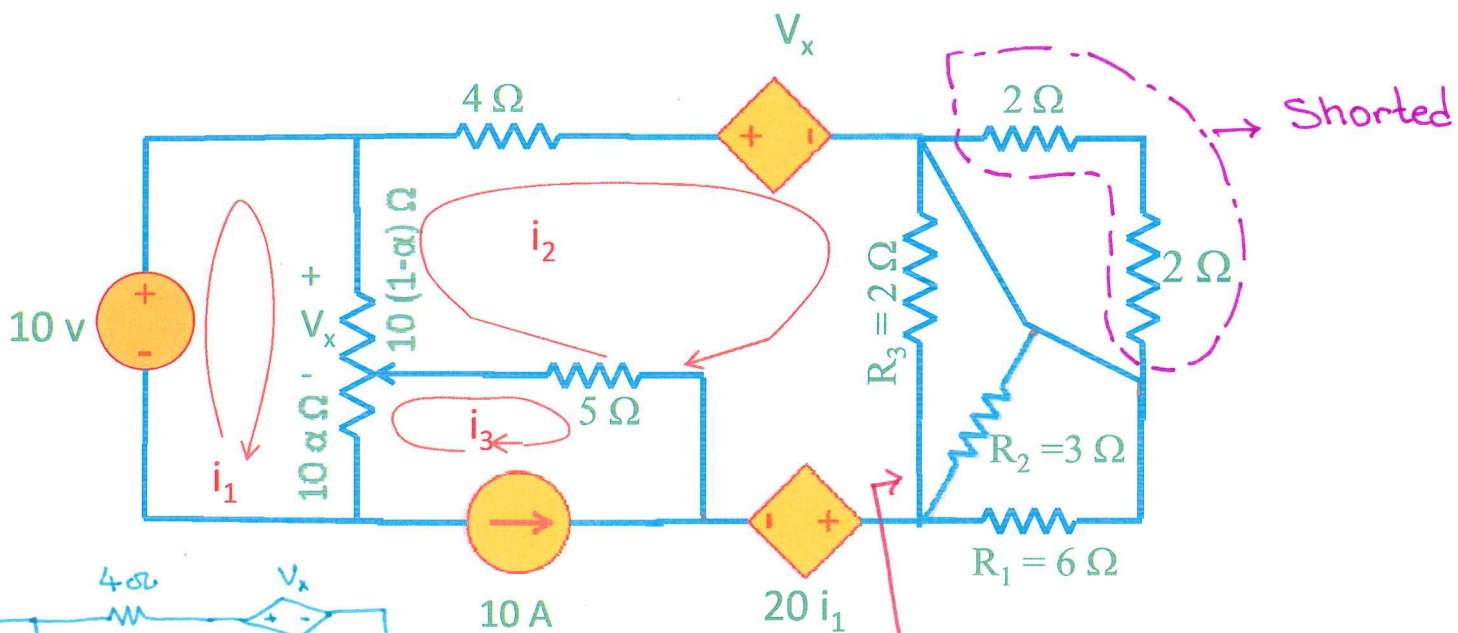 Vx
4 Ω
+ -
2 Ω
Shorted
10 (1-α) Ω
i2
+
Vx
-
R3 = 2 Ω
2 Ω
+
10 v
-
10 α Ω
5 Ω
i3
i1
R2 =3 Ω
- +
R1 = 6 Ω
10 A
20 i1
4Ω
Vx
+ -